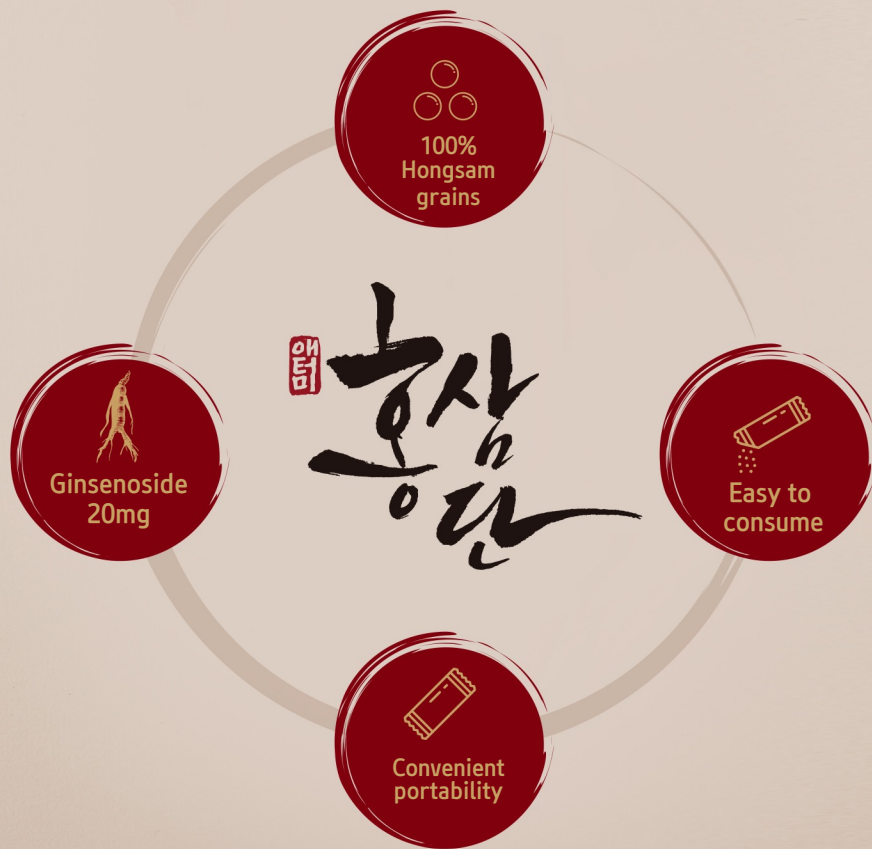 100%
Hongsam
grains
애터미
홍삼
단
Ginsenoside
20mg
Easy to
consume
Convenient
portability